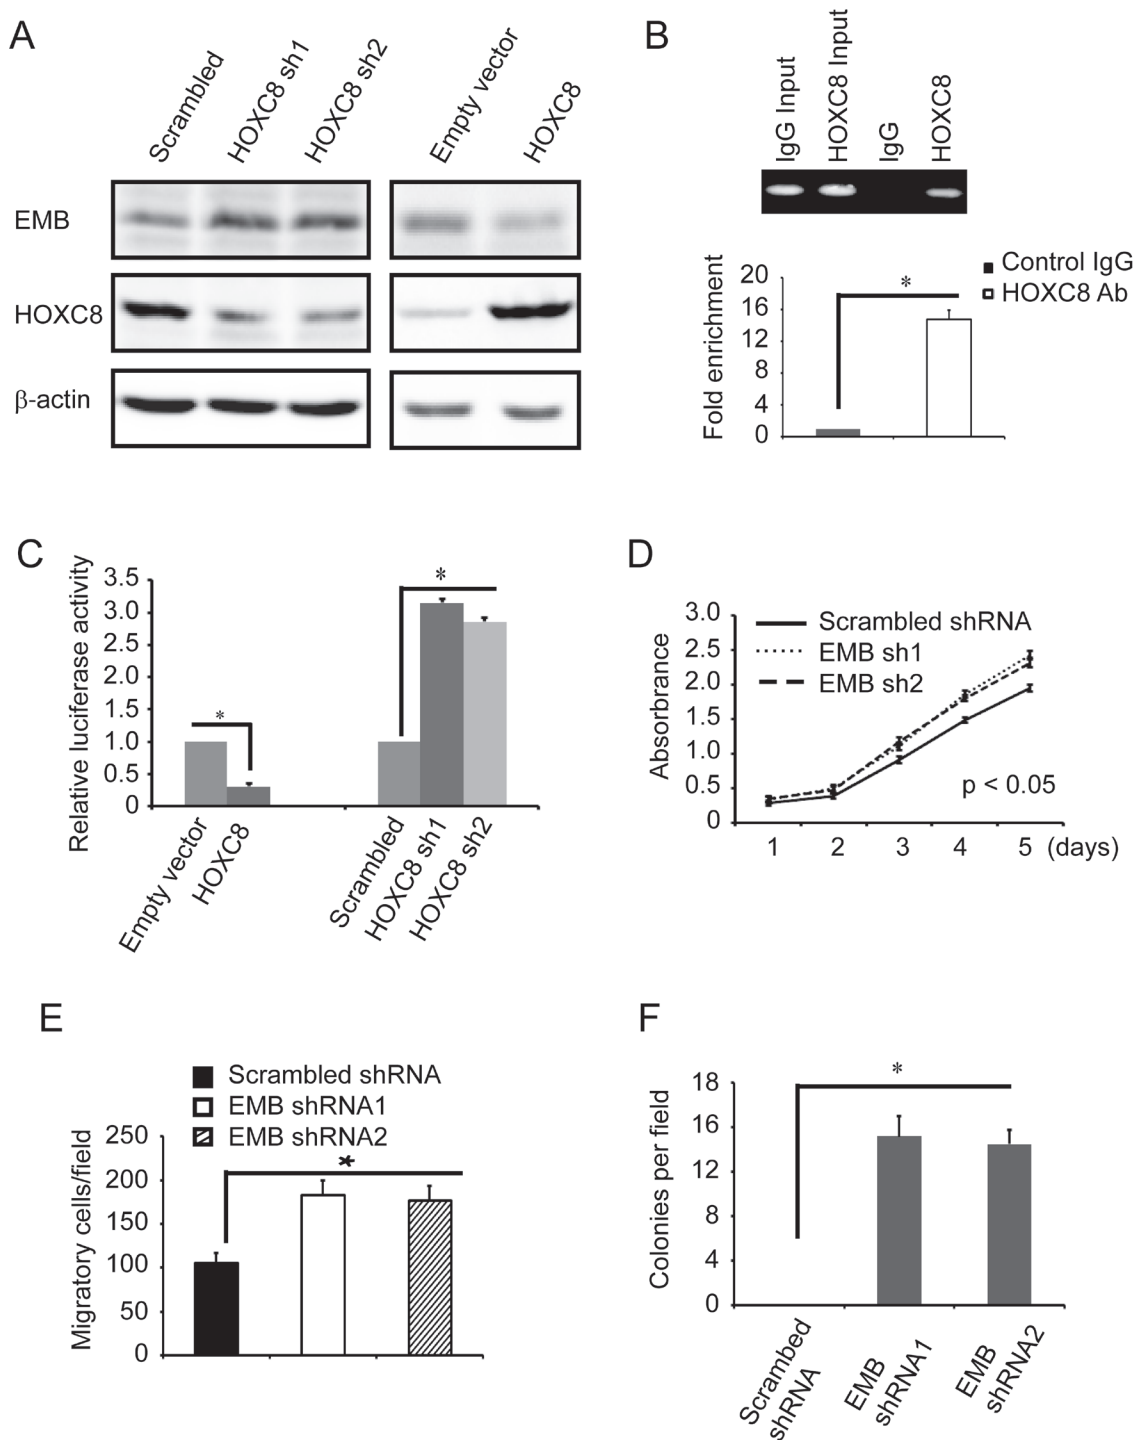 A
Scrambled
HOXC8 sh1
HOXC8 sh2
Empty vector
HOXC8
EMB
HOXC8
β-actin
B
IgG Input
HOXC8 Input
IgG
HOXC8
Control IgG
HOXC8 Ab
*
Fold enrichment
20
16
12
8
4
0
C
Relative luciferase activity
3.5
3.0
2.5
2.0
1.5
1.0
0.5
0
*
*
Empty vector
HOXC8
Scrambled
HOXC8 sh1
HOXC8 sh2
D
Absorbrance
3.0
2.5
2.0
1.0
1.0
0.5
0
Scrambled shRNA
EMB sh1
EMB sh2
p < 0.05
1 2 3 4 5 (days)
E
Scrambled shRNA
EMB shRNA1
EMB shRNA2
*
Migratory cells/field
250
200
150
100
50
0
F
Colonies per field
18
16
12
8
4
0
*
Scrambed
shRNA
EMB
shRNA1
EMB
shRNA2